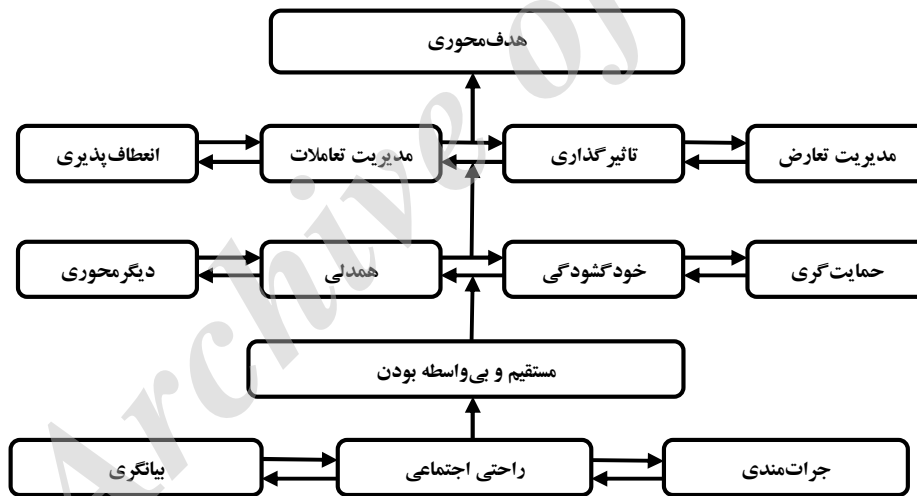 هدف‌محوری
مدیریت تعارض
تاثیرگذاری
مدیریت تعاملات
انعطاف‌پذیری
حمایت‌گری
خودگشودگی
همدلی
دیگرمحوری
مستقیم و بی‌واسطه بودن
جرات‌مندی
راحتی اجتماعی
بیانگری
Archive of